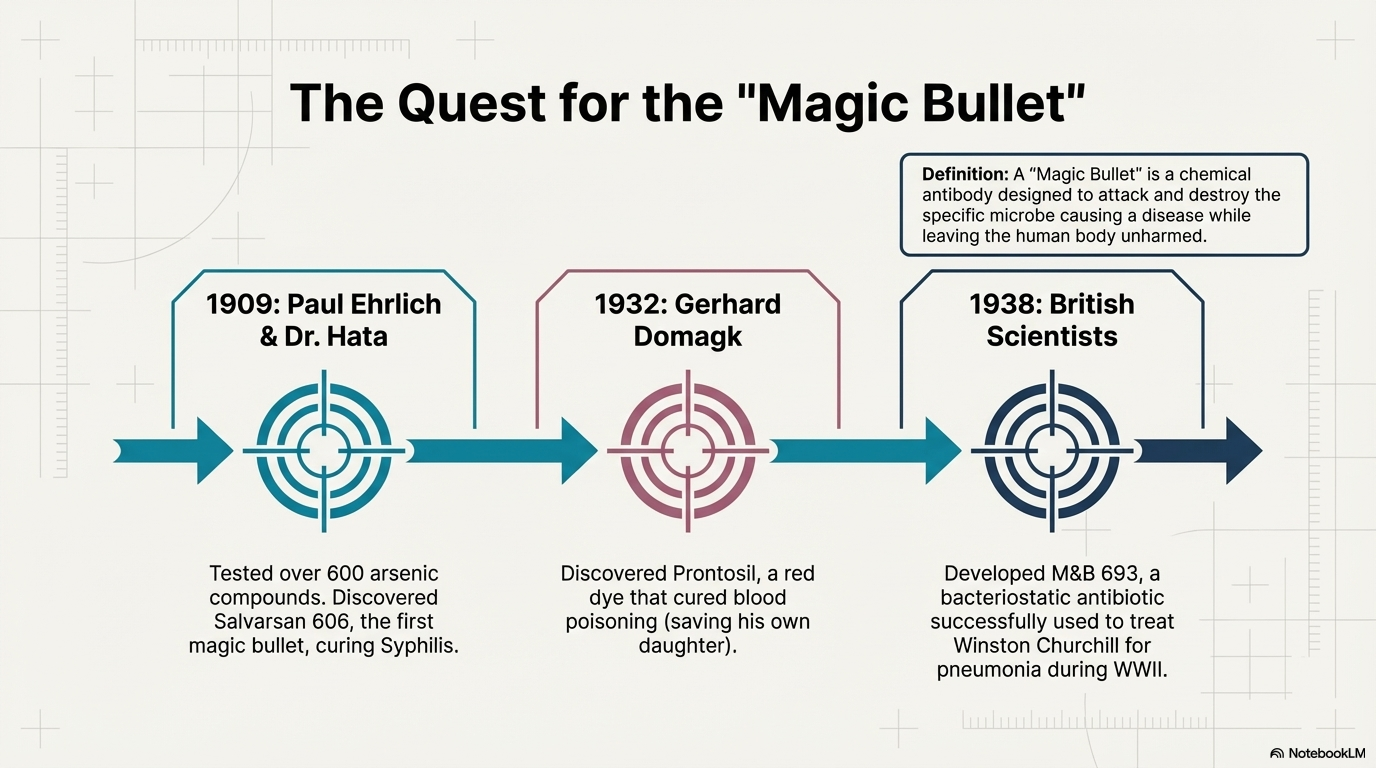 The Quest for the "Magic Bullet"
Definition: A “Magic Bullet” is a chemical
antibody designed to attack and destroy the
specific microbe causing a disease while
leaving the human body unharmed.
1909: Paul Ehrlich
& Dr. Hata
Tested over 600 arsenic
compounds. Discovered
Salvarsan 606, the first
magic bullet, curing Syphilis.
1932: Gerhard
Domagk
Discovered Prontosil, a red
dye that cured blood
poisoning (saving his own
daughter).
1938: British
Scientists
Developed M&B 693, a
bacteriostatic antibiotic
successfully used to treat
Winston Churchill for
pneumonia during WWII.
NotebookLM